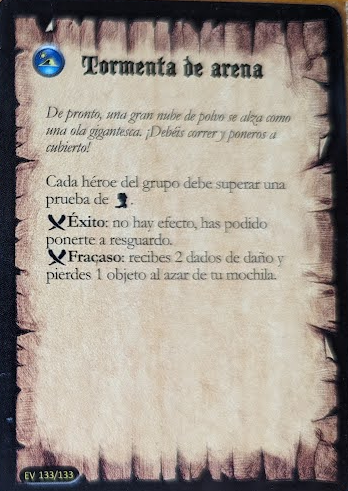 Tormenta de arena
De pronto, una gran nube de polvo se alza como
una ola gigantesca. ¡Debéis correr y poneros a
cubierto!
Cada héroe del grupo debe superar una
prueba de .
Éxito: no hay efecto, has podido
ponerte a resguardo.
Fracaso: recibes 2 dados de daño y
pierdes 1 objeto al azar de tu mochila.
EV 133/133